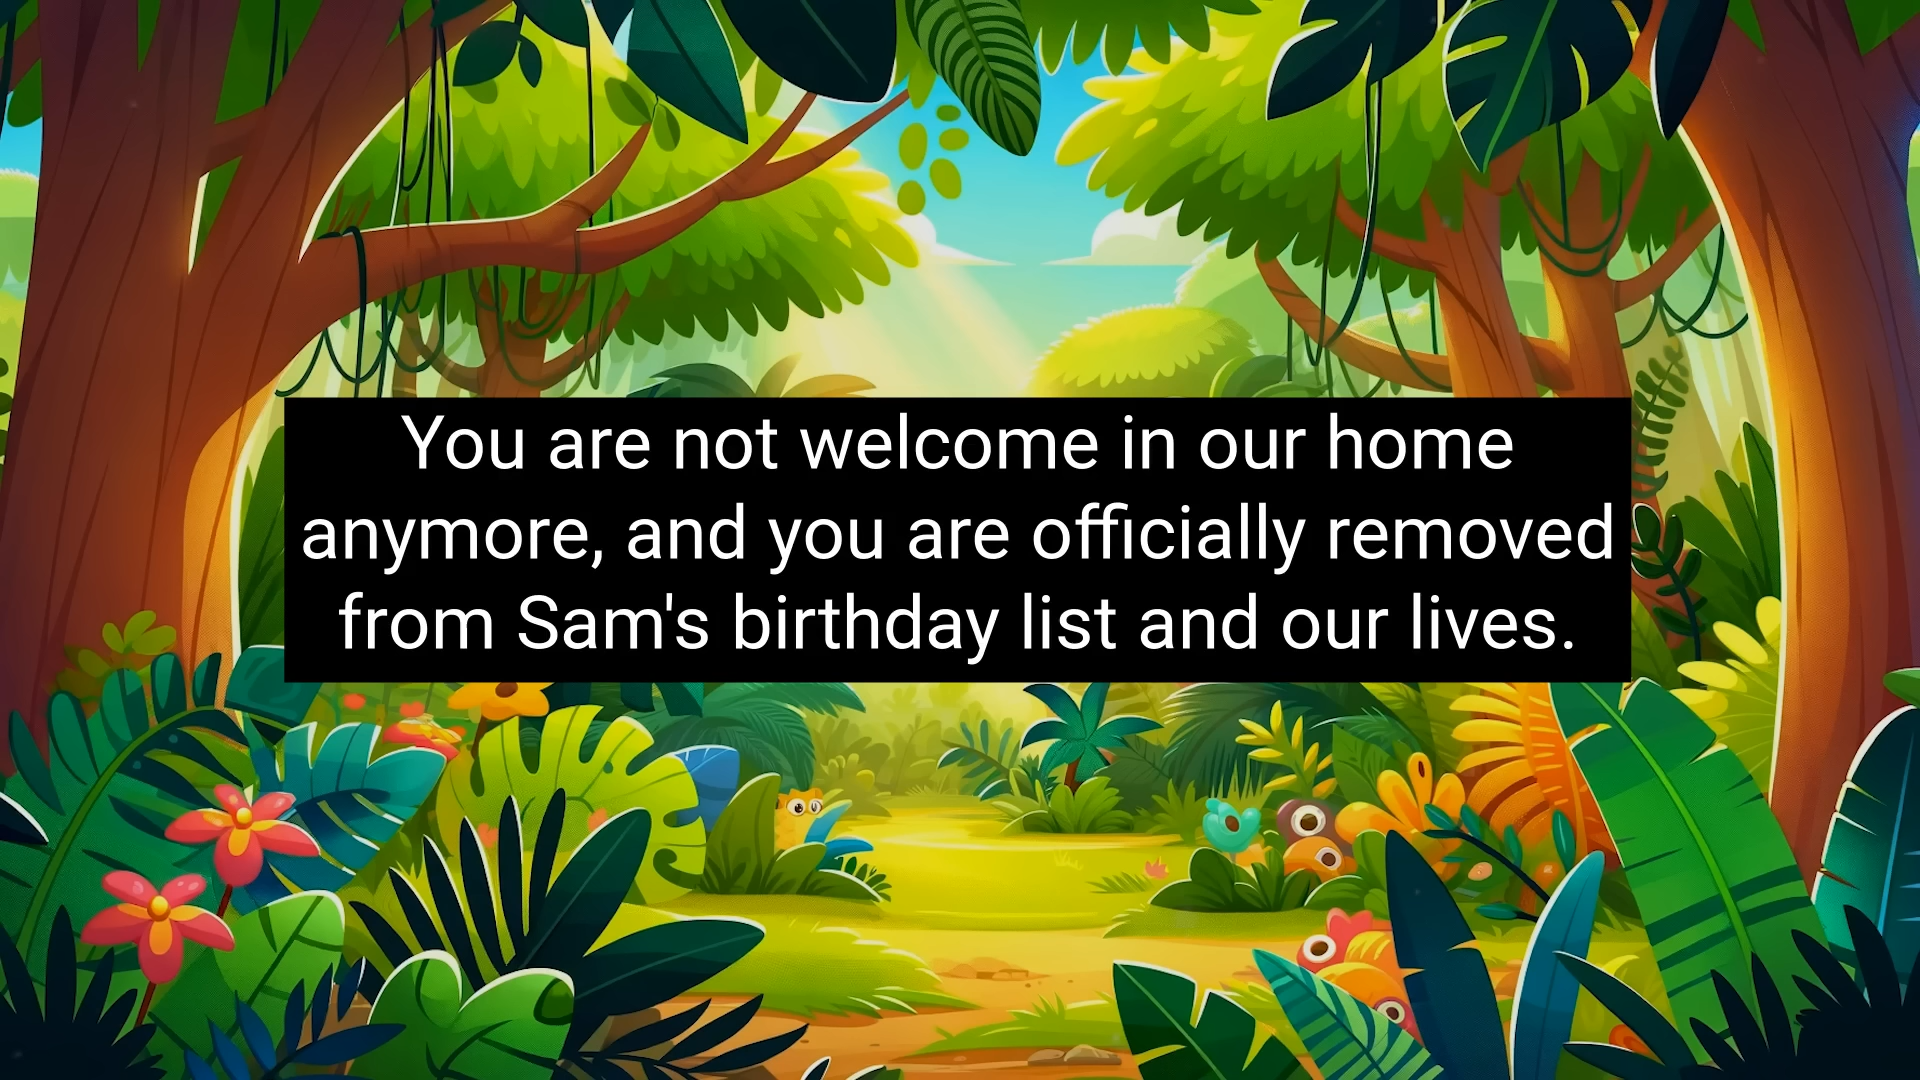 You are not welcome in our home
anymore, and you are officially removed
from Sam's birthday list and our lives.